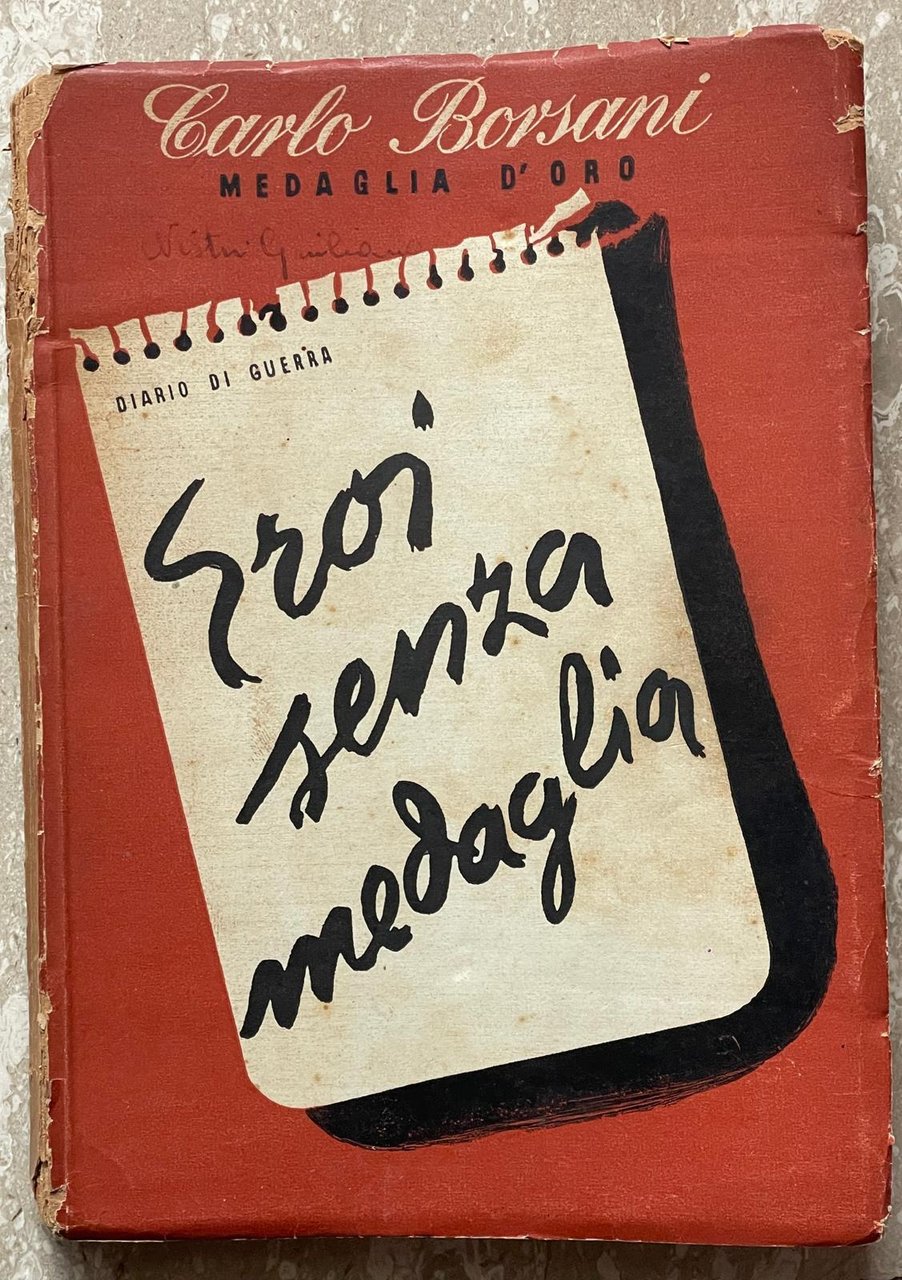 Carlo Borsani
MEDAGLIA D'ORO
DIARIO DI GUERRA
Eroi
senza
medaglia